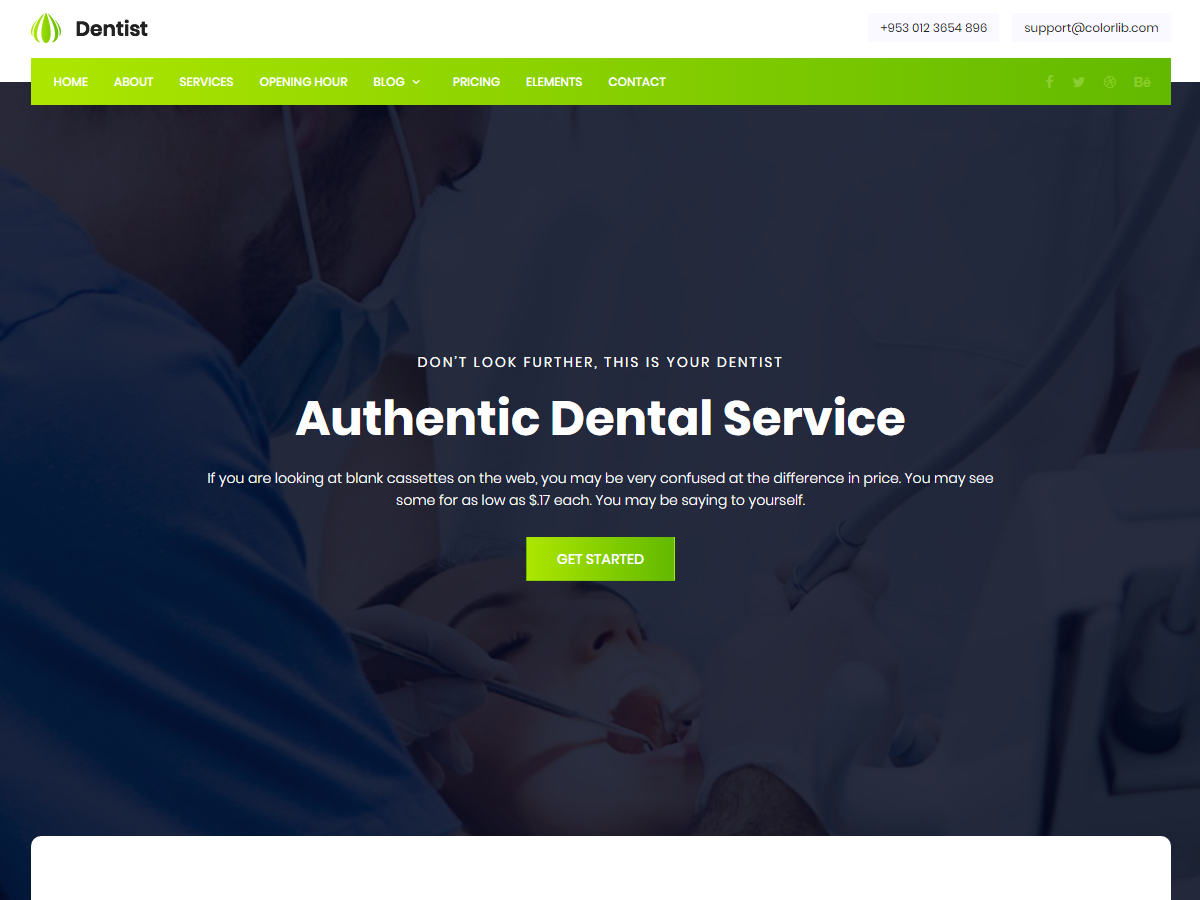 Dentist
+953 012 3654 896
support@colorlib.com
HOME ABOUT SERVICES OPENING HOUR BLOG PRICING ELEMENTS CONTACT
DON'T LOOK FURTHER, THIS IS YOUR DENTIST
Authentic Dental Service
If you are looking at blank cassettes on the web, you may be very confused at the difference in price. You may see
some for as low as $.17 each. You may be saying to yourself.
GET STARTED